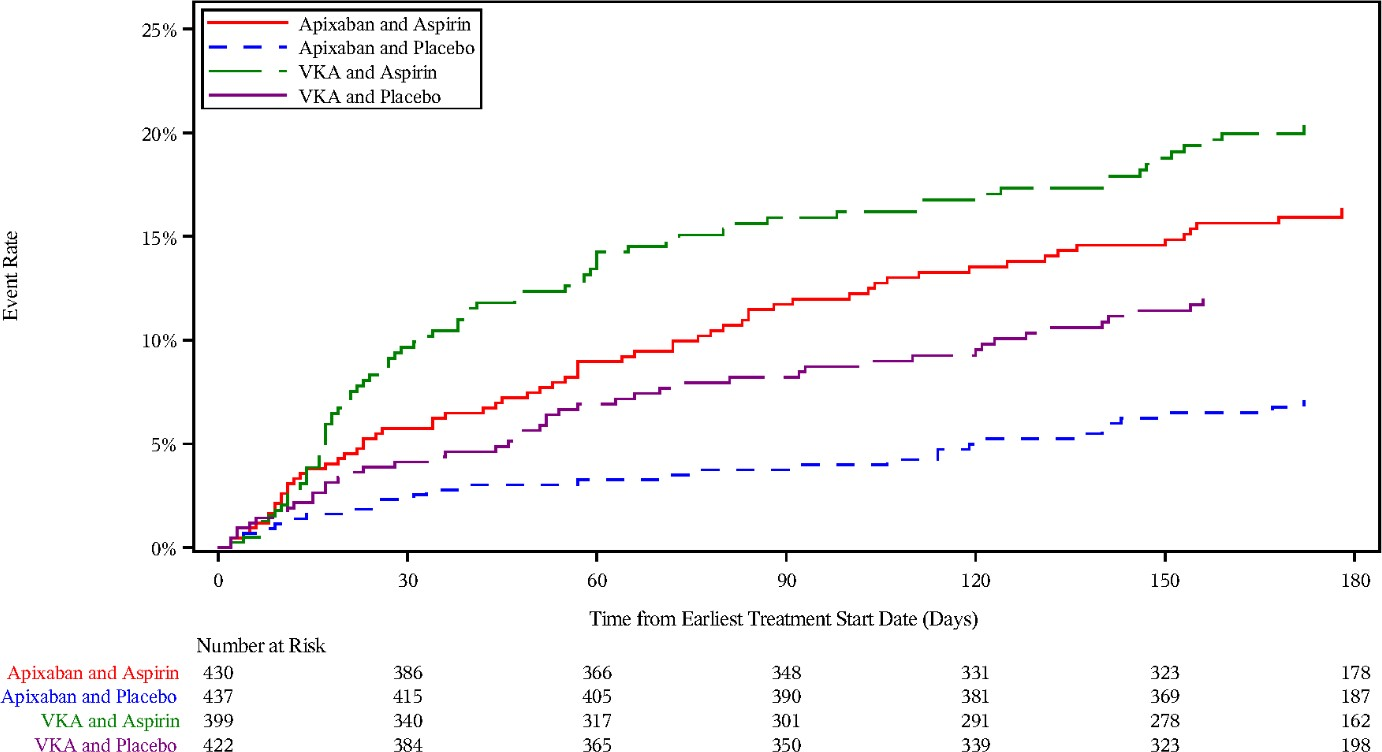 25%
20%
15%
10%
5%
0%
Event Rate
Apixaban and Aspirin
Apixaban and Placebo
VKA and Aspirin
VKA and Placebo
0 30 60 90 120 150 180
Time from Earliest Treatment Start Date (Days)
Number at Risk
Apixaban and Aspirin 430 386 366 348 331 323 178
Apixaban and Placebo 437 415 405 390 381 369 187
VKA and Aspirin 399 340 317 301 291 278 162
VKA and Placebo 422 384 365 350 339 323 198